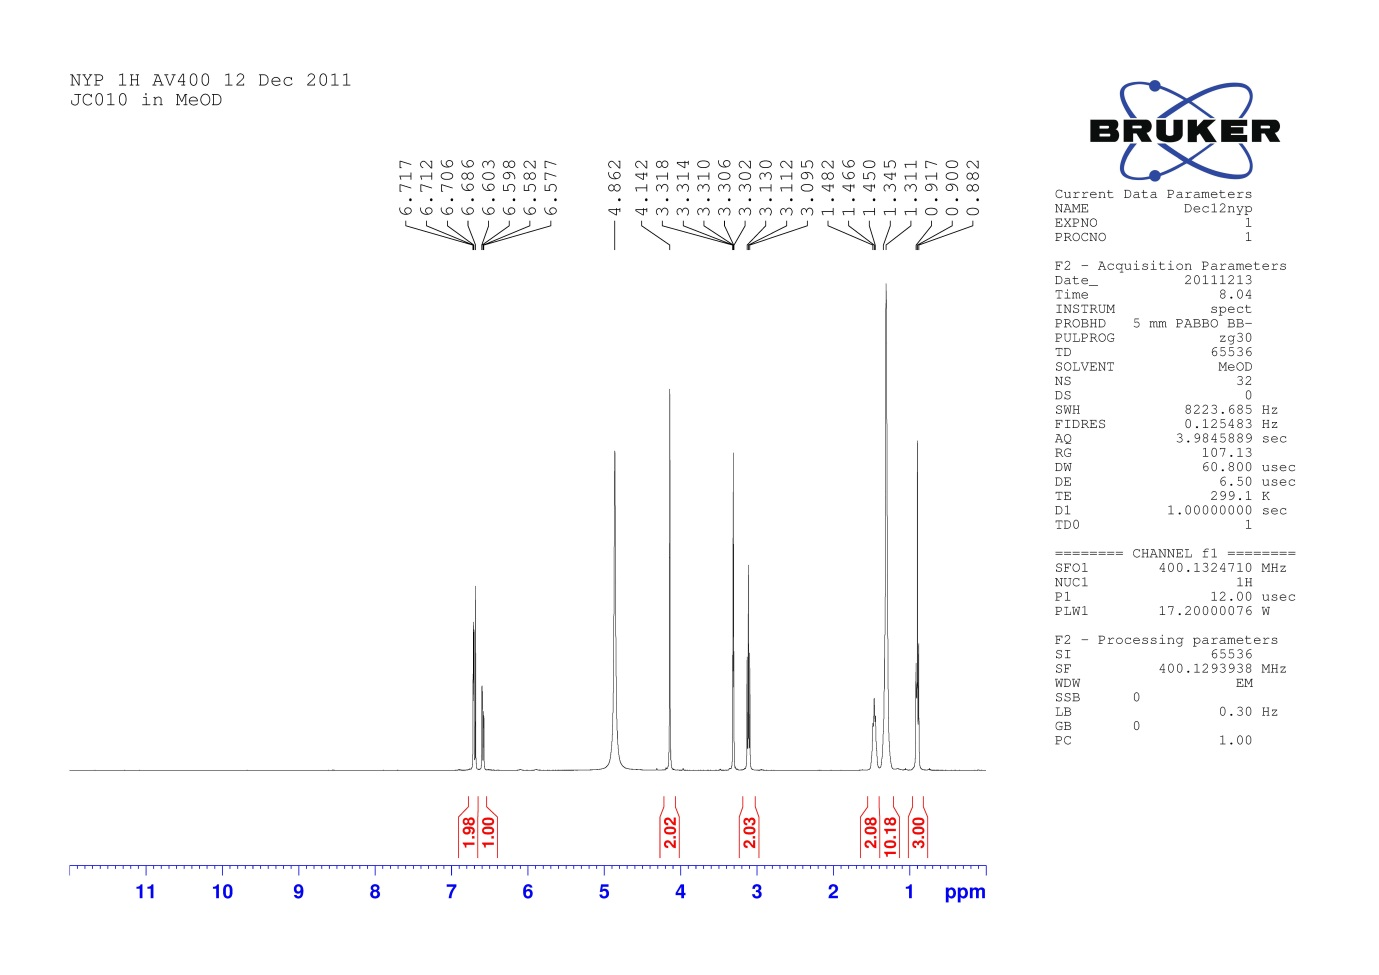 NYP 1H AV400 12 Dec 2011
JC010 in MeOD
BRUKER
6.717
6.712
6.706
6.686
6.603
6.598
6.582
6.577
4.862
4.142
3.318
3.314
3.310
3.306
3.302
3.130
3.112
3.095
1.482
1.466
1.450
1.345
1.311
0.917
0.900
0.882
Current Data Parameters
NAME Dec12nyp
EXPNO 1
PROCNO 1
F2 - Acquisition Parameters
Date_ 20111213
Time 8.04
INSTRUM spect
PROBHD 5 mm PABBO BB-
PULPROG zg30
TD 65536
SOLVENT MeOD
NS 32
DS 0
SWH 8223.685 Hz
FIDRES 0.125483 Hz
AQ 3.9845889 sec
RG 107.13
DW 60.800 usec
DE 6.50 usec
TE 299.1 K
D1 1.00000000 sec
TD0 1
======== CHANNEL f1 ========
SFO1 400.1324710 MHz
NUC1 1H
P1 12.00 usec
PLW1 17.20000076 W
F2 - Processing parameters
SI 65536
SF 400.1293938 MHz
WDW EM
SSB 0
LB 0.30 Hz
GB 0
PC 1.00
1.98
1.00
2.02
2.03
2.08
10.18
3.00
11 10 9 8 7 6 5 4 3 2 1 ppm